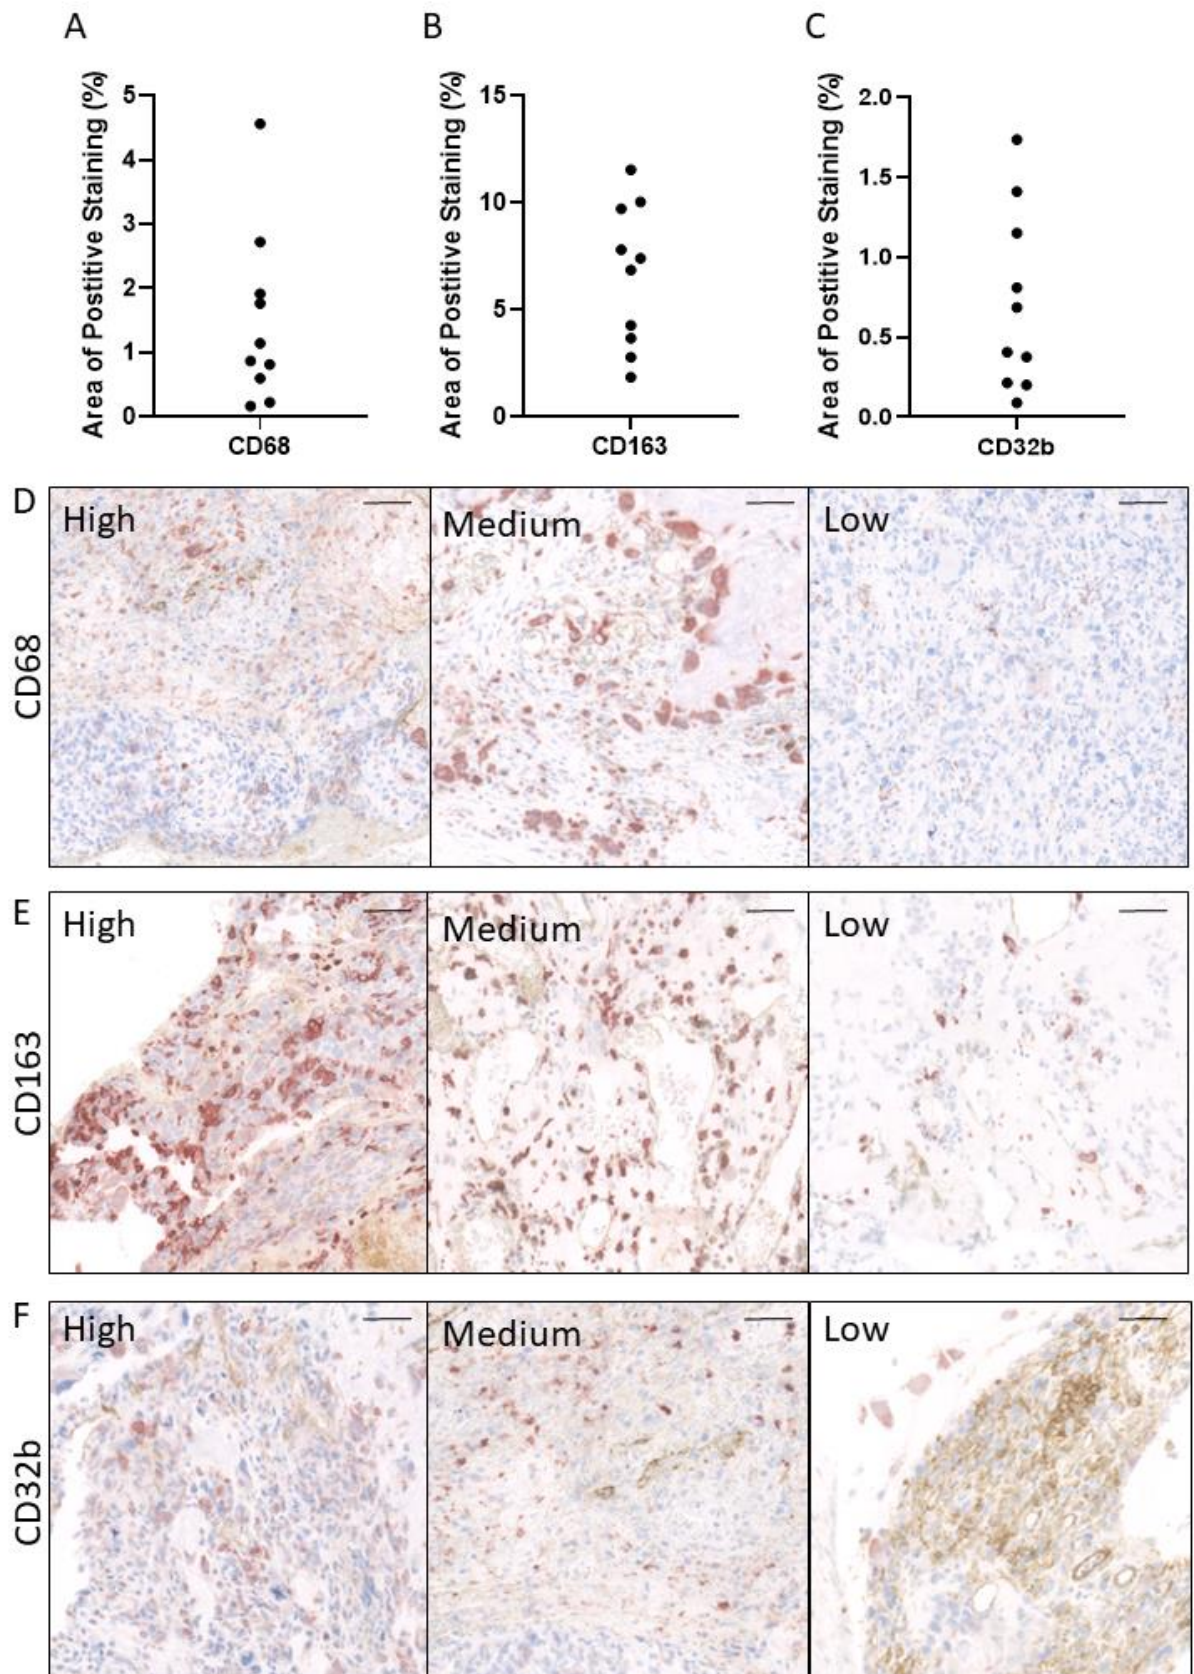 A
B
C
Area of Postitive Staining (%)
5
4
3
2
1
0
CD68
Area of Postitive Staining (%)
15
10
5
0
CD163
Area of Postitive Staining (%)
2.0
1.5
1.0
0.5
0.0
CD32b
D
CD68
High
Medium
Low
E
CD163
High
Medium
Low
F
CD32b
High
Medium
Low